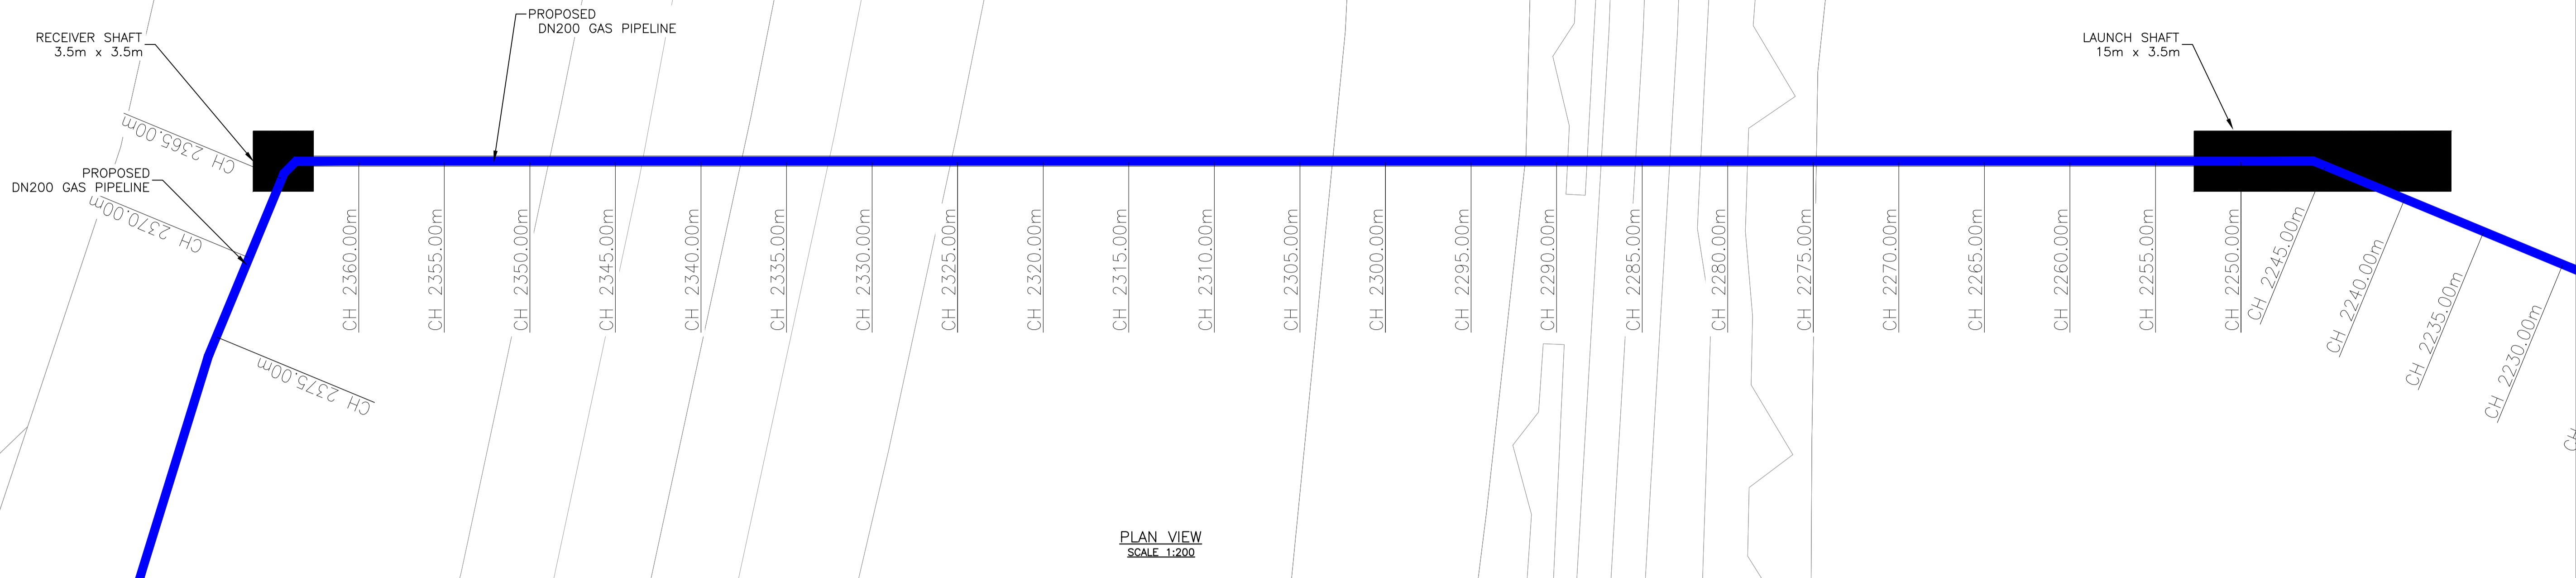 PROPOSED
DN200 GAS PIPELINE
RECEIVER SHAFT
3.5m x 3.5m
LAUNCH SHAFT
15m x 3.5m
CH 2365.00m
PROPOSED
DN200 GAS PIPELINE
CH 2370.00m
CH 2375.00m
CH 2360.00m
CH 2355.00m
CH 2350.00m
CH 2345.00m
CH 2340.00m
CH 2335.00m
CH 2330.00m
CH 2325.00m
CH 2320.00m
CH 2315.00m
CH 2310.00m
CH 2305.00m
CH 2300.00m
CH 2295.00m
CH 2290.00m
CH 2285.00m
CH 2280.00m
CH 2275.00m
CH 2270.00m
CH 2265.00m
CH 2260.00m
CH 2255.00m
CH 2250.00m
CH 2245.00m
CH 2240.00m
CH 2235.00m
CH 2230.00m
CH
PLAN VIEW
SCALE 1:200